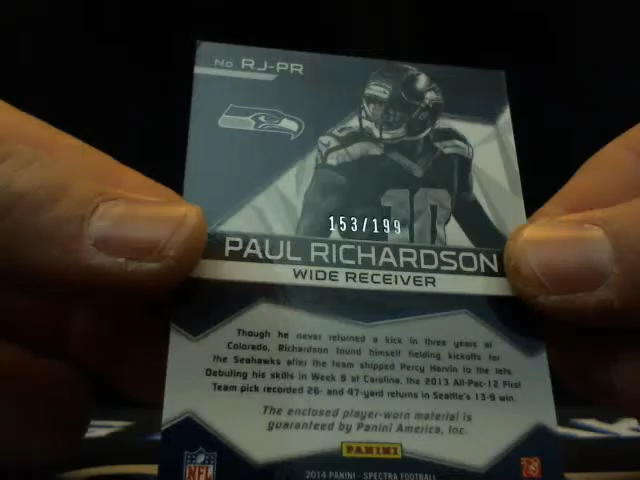 No RJ-PR
10
153/199
PAUL RICHARDSON
WIDE RECEIVER
Though he never returned a kick in three years at
Colorado, Richardson found himself fielding kickoffs for
the Seahawks after the team shipped Percy Harvin to the Jets.
Debuting his skills in Week 9 at Carolina, the 2013 All-Pac-12 First
Team pick recorded 26- and 47-yard returns in Seattle's 13-9 win.
The enclosed player-worn material is
guaranteed by Panini America, Inc.
PANINI
NFL
2014 PANINI - SPECTRA FOOTBALL